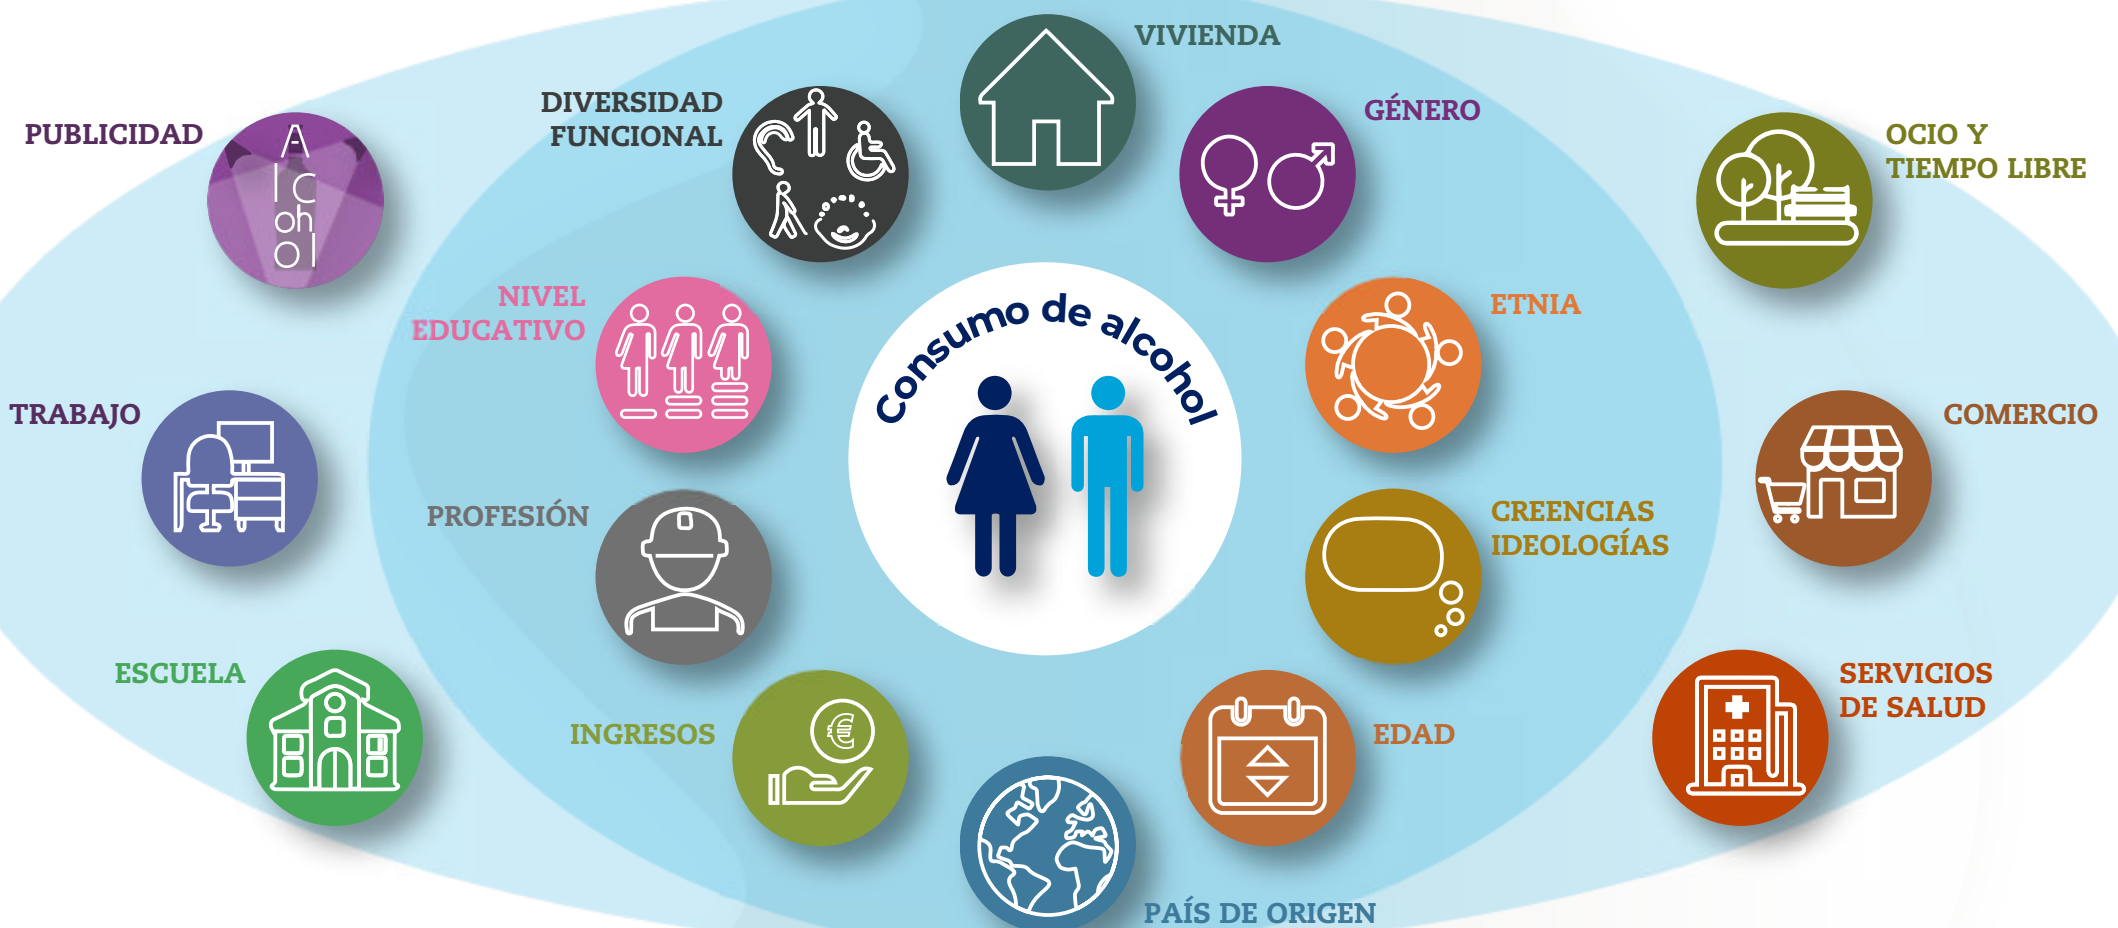 VIVIENDA
DIVERSIDAD
FUNCIONAL
GÉNERO
PUBLICIDAD
A
lc
oh
ol
OCIO Y
TIEMPO LIBRE
NIVEL
EDUCATIVO
Consumo de alcohol
ETNIA
TRABAJO
COMERCIO
PROFESIÓN
CREENCIAS
IDEOLOGÍAS
ESCUELA
SERVICIOS
DE SALUD
INGRESOS
€
EDAD
PAÍS DE ORIGEN